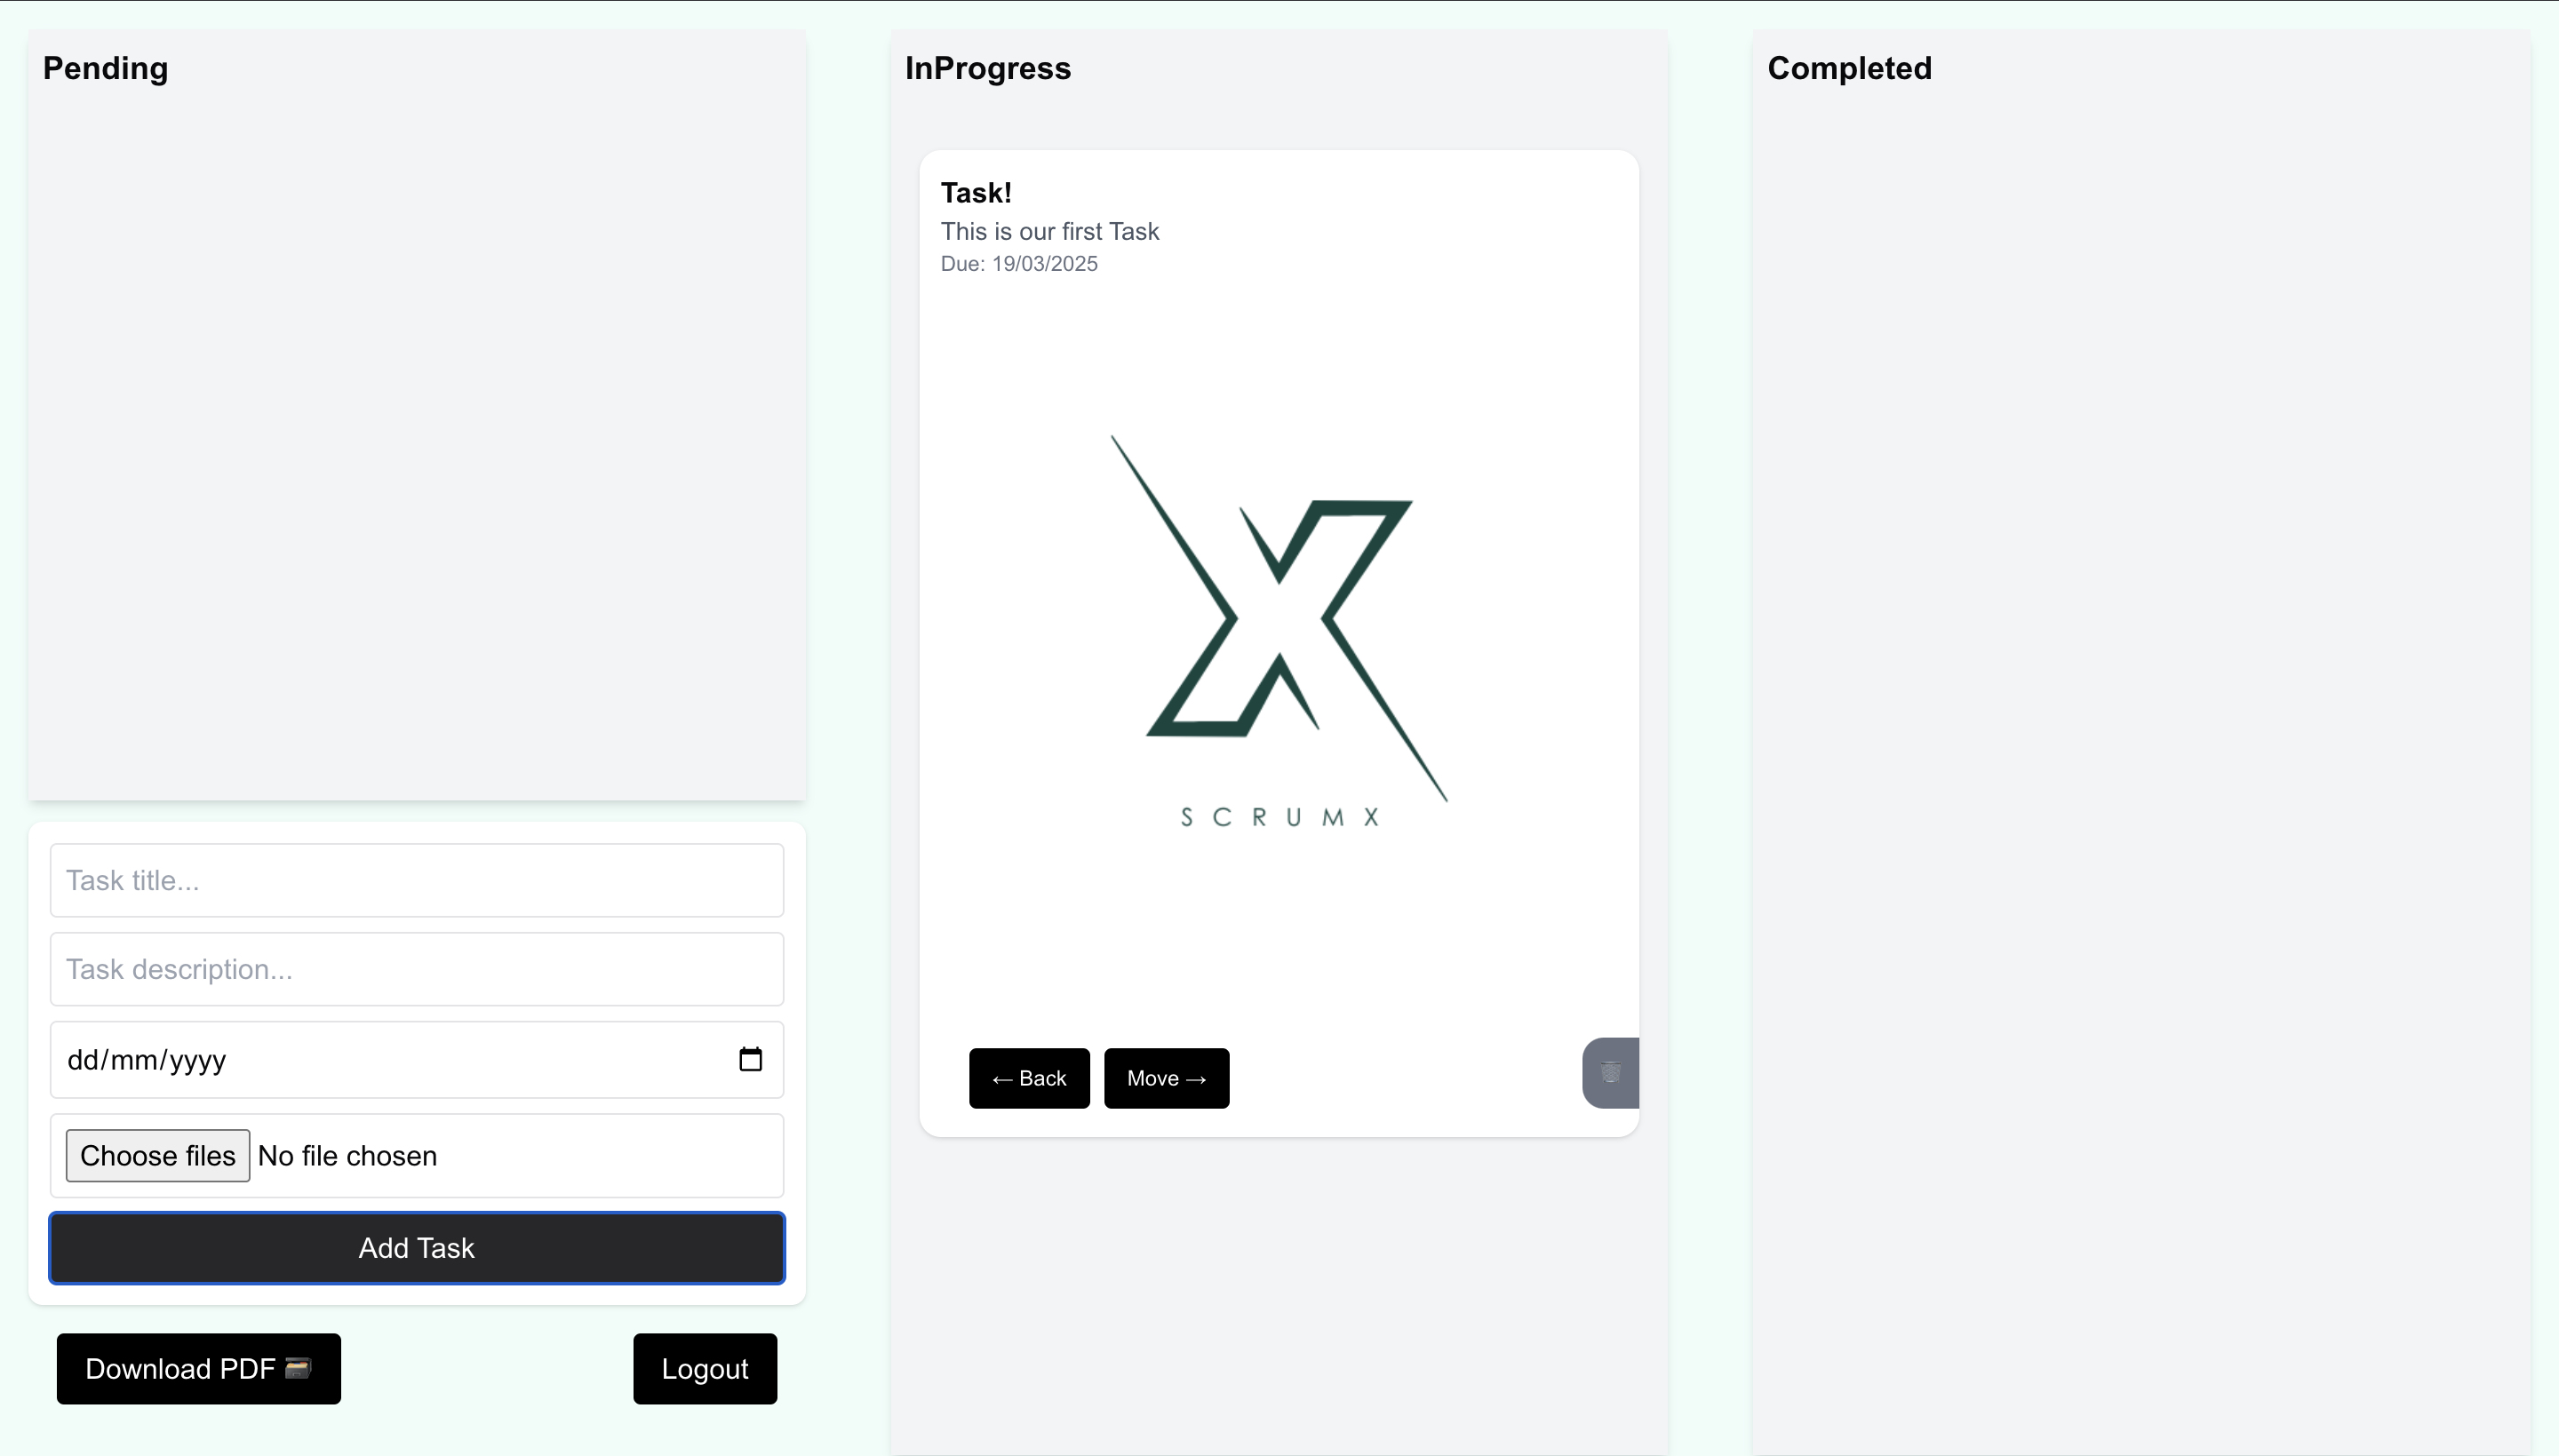 Pending
Task title...
Task description...
dd/mm/yyyy
Choose files No file chosen
Add Task
Download PDF
Logout
InProgress
Task!
This is our first Task
Due: 19/03/2025
SCRUMX
← Back
Move →
Completed